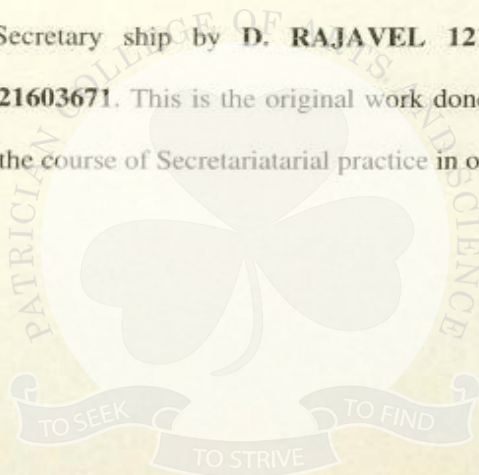 Secretary ship by D. RAJAVEL 12
21603671. This is the original work done
the course of Secretariatarial practice in o
PATRICIAN COLLEGE OF ARTS AND SCIENCE
TO SEEK
TO STRIVE
TO FIND